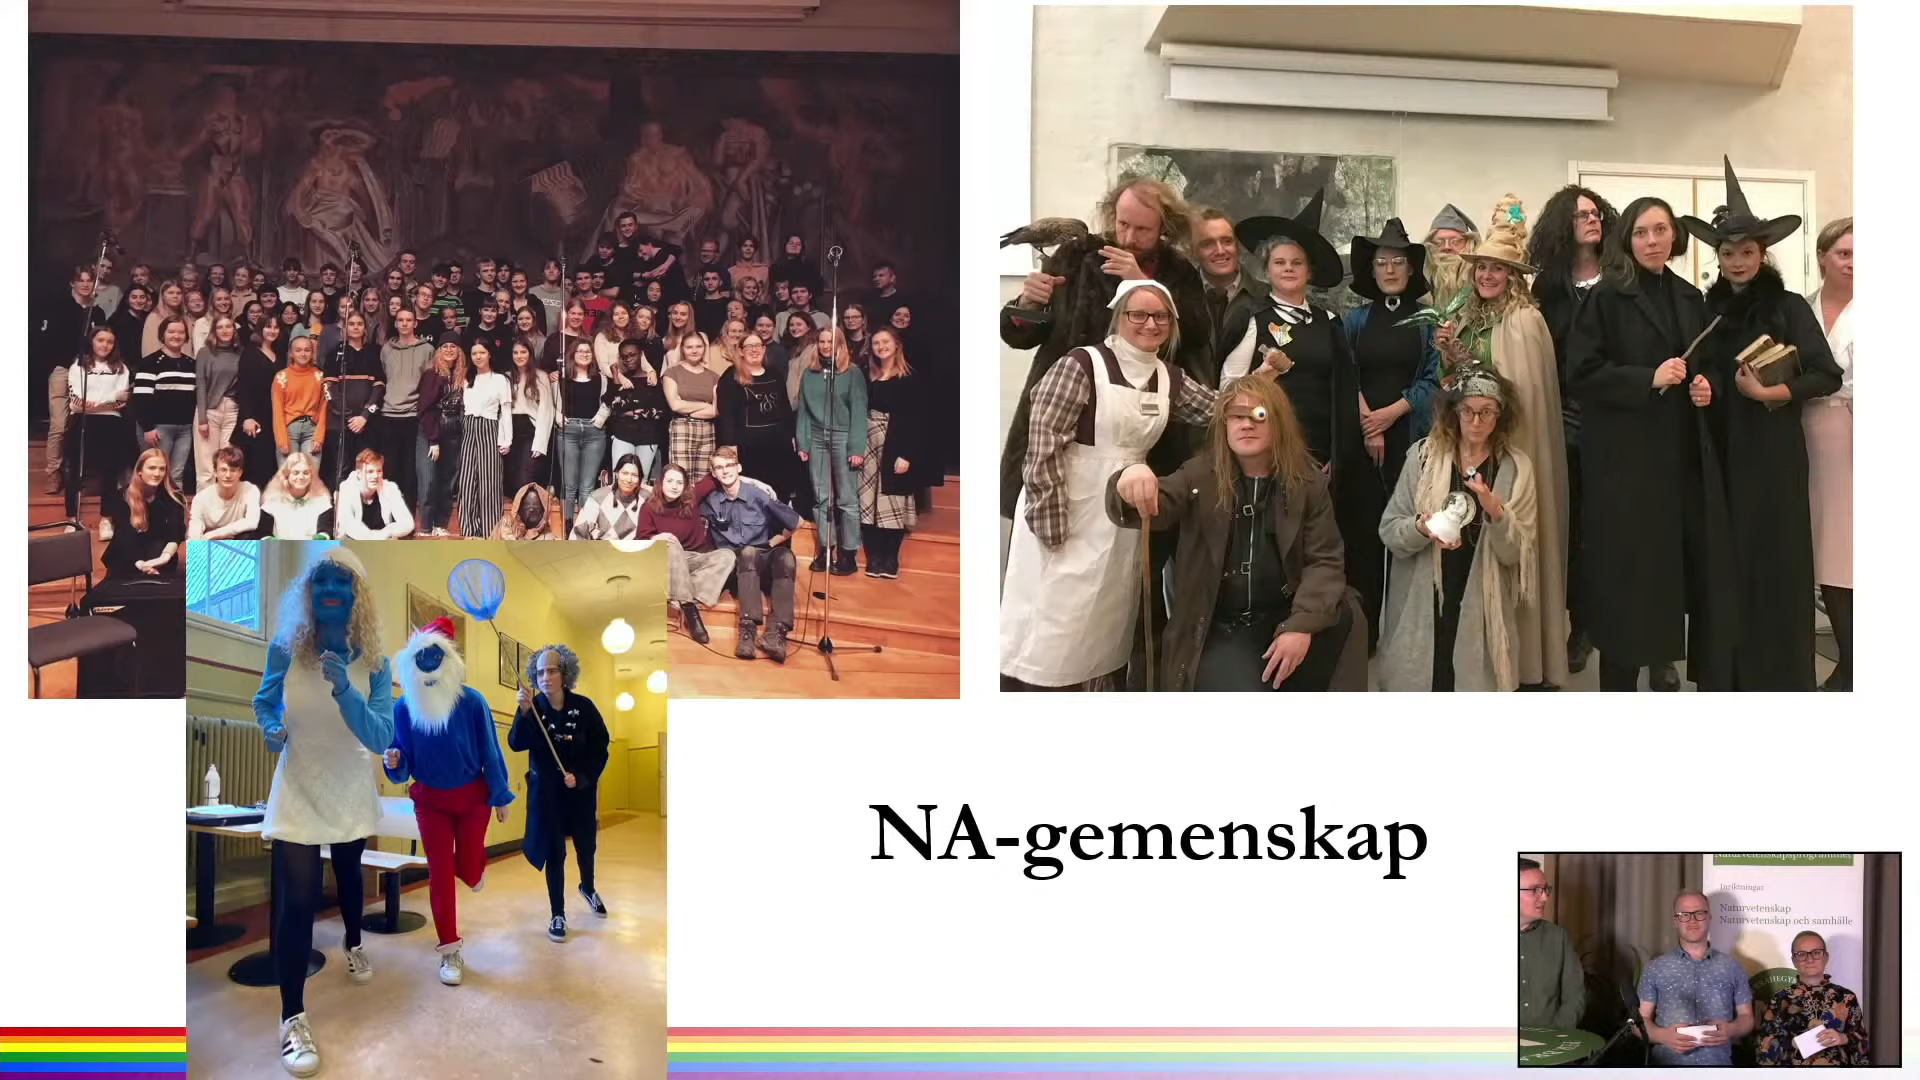 NA-gemenskap
Naturvetenskapsprogrammet
Inriktningar
Naturvetenskap
Naturvetenskap och samhälle